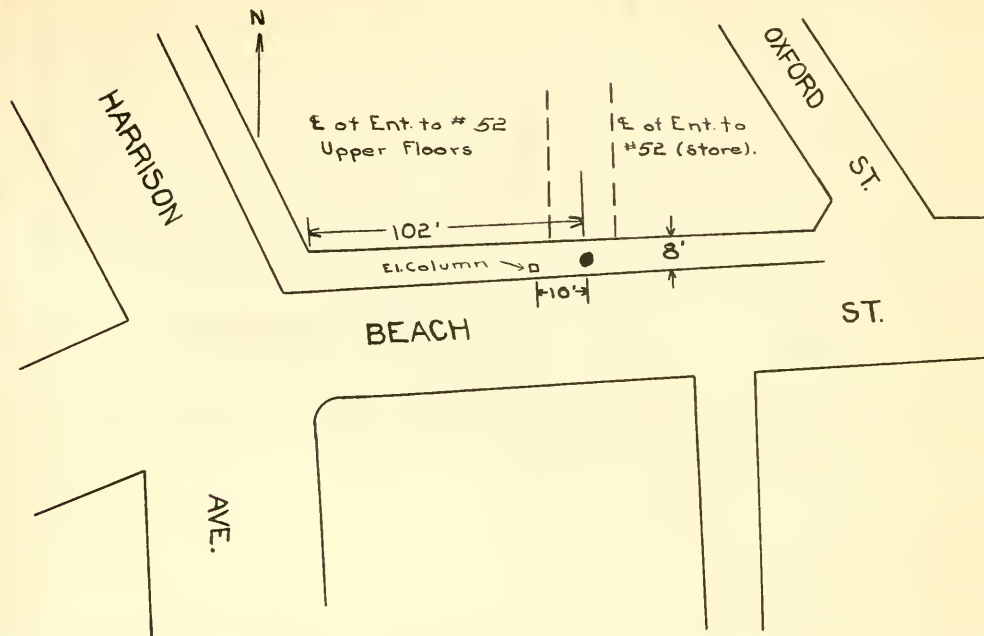 N
HARRISON
OXFORD
ST.
℄ of Ent. to # 52
Upper Floors
℄ of Ent. to
#52 (store).
102'
8'
El. Column
10'
BEACH
ST.
AVE.